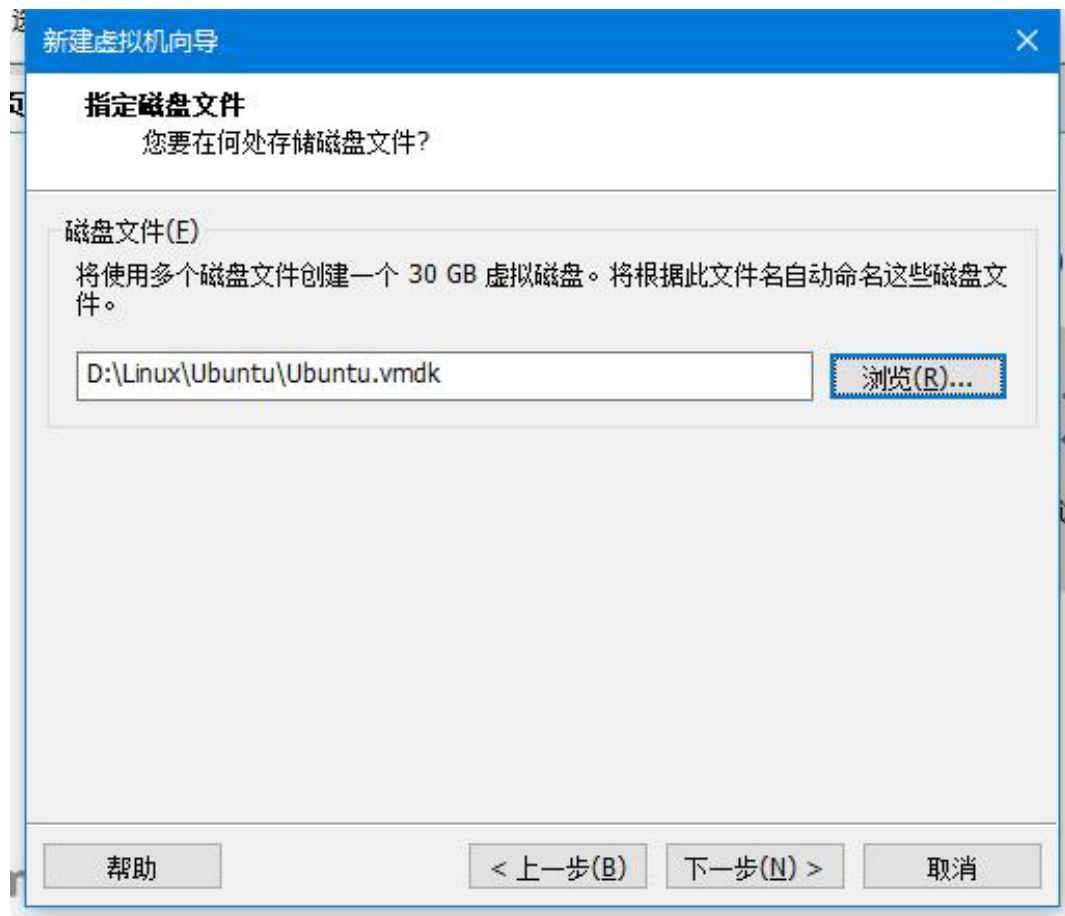 新建虚拟机向导
指定磁盘文件
您要在何处存储磁盘文件?
磁盘文件(F)
将使用多个磁盘文件创建一个 30 GB 虚拟磁盘。将根据此文件名自动命名这些磁盘文
件。
D:\Linux\Ubuntu\Ubuntu.vmdk
浏览(R)...
帮助
< 上一步(B)
下一步(N) >
取消